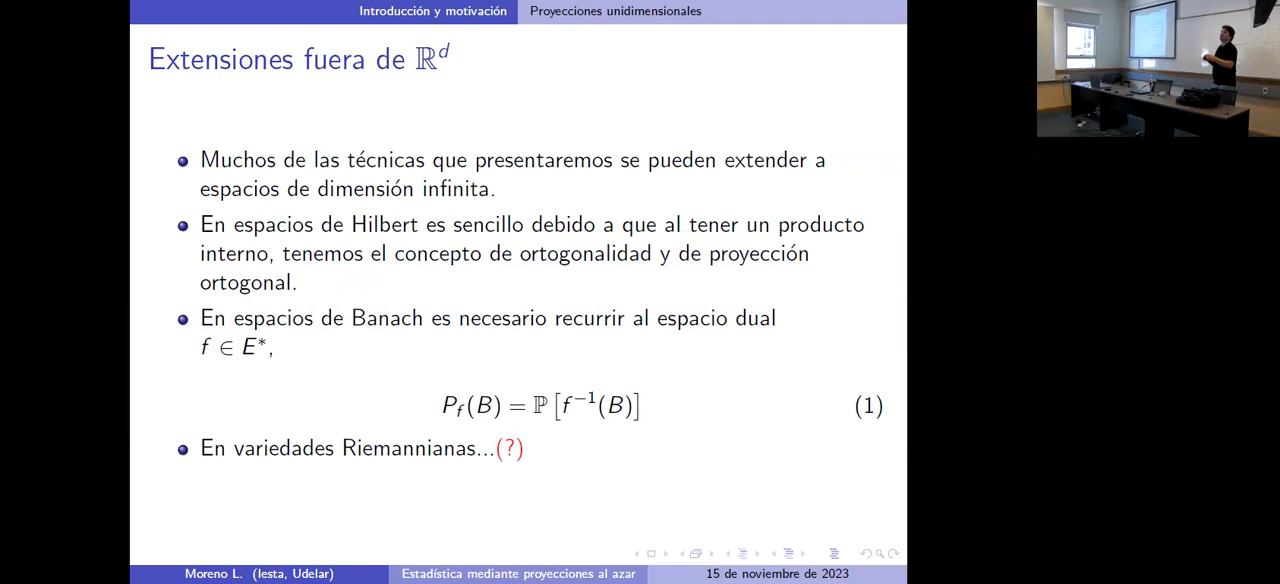 Introducción y motivación Proyecciones unidimensionales
Extensiones fuera de ℝᵈ
Muchos de las técnicas que presentaremos se pueden extender a
espacios de dimensión infinita.
En espacios de Hilbert es sencillo debido a que al tener un producto
interno, tenemos el concepto de ortogonalidad y de proyección
ortogonal.
En espacios de Banach es necesario recurrir al espacio dual
f ∈ E*,
P_f(B) = ℙ [f⁻¹(B)] (1)
En variedades Riemannianas...(?)
Moreno L. (Iesta, Udelar) Estadística mediante proyecciones al azar 15 de noviembre de 2023